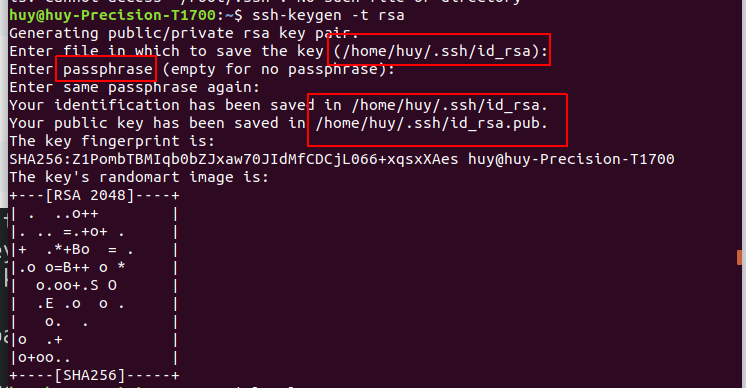 huy@huy-Precision-T1700:~$ ssh-keygen -t rsa
Generating public/private rsa key pair.
Enter file in which to save the key (/home/huy/.ssh/id_rsa):
Enter passphrase (empty for no passphrase):
Enter same passphrase again:
Your identification has been saved in /home/huy/.ssh/id_rsa.
Your public key has been saved in /home/huy/.ssh/id_rsa.pub.
The key fingerprint is:
SHA256:Z1PombTBMIqb0bZJxaw70JIdMfCDCjL066+xqsxXAes huy@huy-Precision-T1700
The key's randomart image is:
+---[RSA 2048]----+
| .  ..o++        |
|. .. =.+o+ .     |
|+  .*+Bo  = .    |
|.o o=B++ o *     |
|  o.oo+.S O      |
|  .E .o  o .     |
|   o.  .         |
|o  .+            |
|o+oo..           |
+----[SHA256]-----+